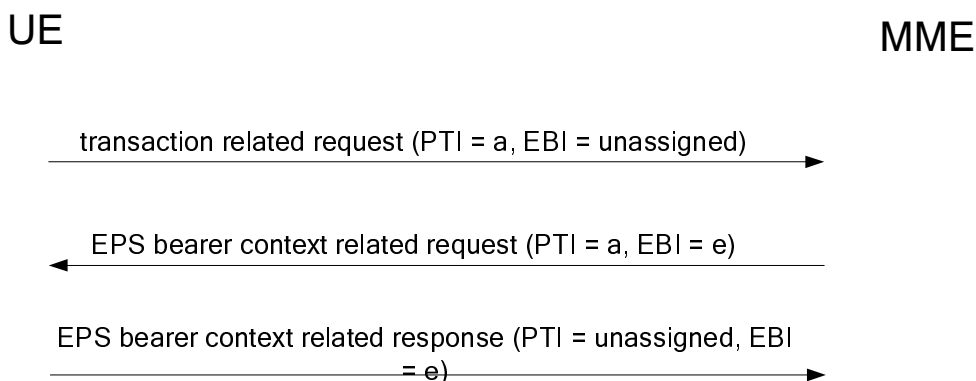 UE
MME
transaction related request (PTI = a, EBI = unassigned)
EPS bearer context related request (PTI = a, EBI = e)
EPS bearer context related response (PTI = unassigned, EBI
= e)